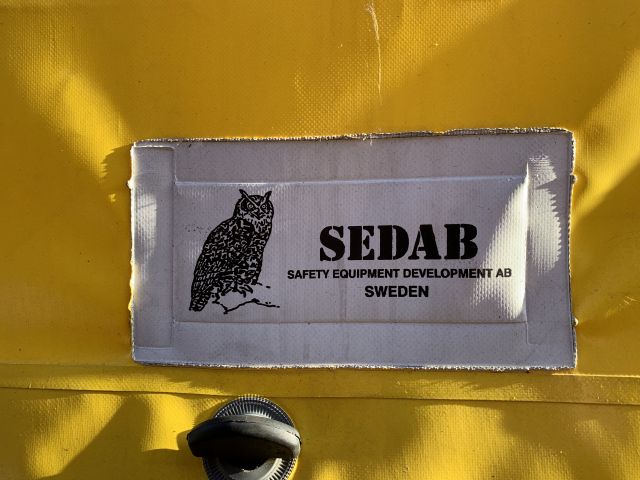 SEDAB
SAFETY EQUIPMENT DEVELOPMENT AB
SWEDEN